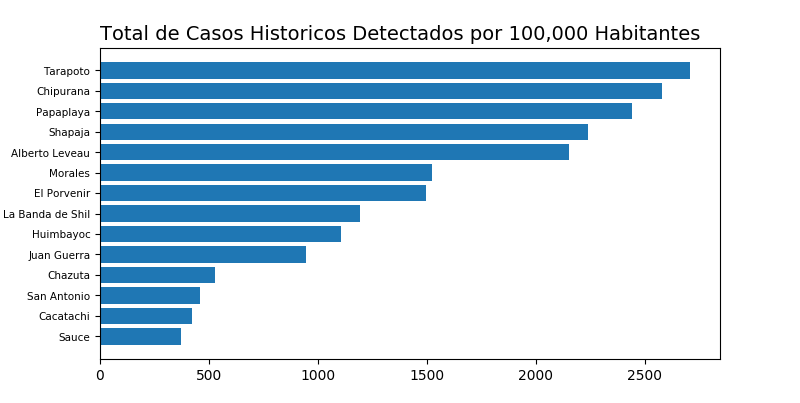 Total de Casos Historicos Detectados por 100,000 Habitantes
Tarapoto
Chipurana
Papaplaya
Shapaja
Alberto Leveau
Morales
El Porvenir
La Banda de Shil
Huimbayoc
Juan Guerra
Chazuta
San Antonio
Cacatachi
Sauce
0 500 1000 1500 2000 2500